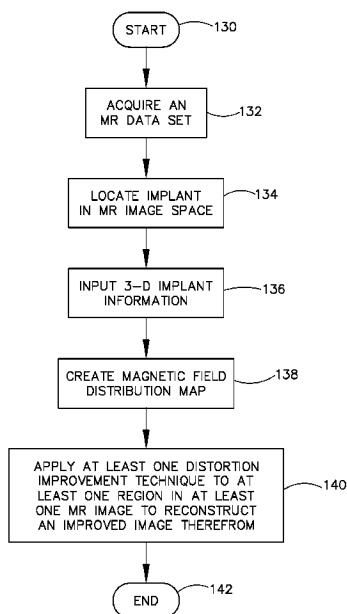 START
130
ACQUIRE AN
MR DATA SET
132
LOCATE IMPLANT
IN MR IMAGE SPACE
134
INPUT 3-D IMPLANT
INFORMATION
136
CREATE MAGNETIC FIELD
DISTRIBUTION MAP
138
APPLY AT LEAST ONE DISTORTION
IMPROVEMENT TECHNIQUE TO AT
LEAST ONE REGION IN AT LEAST
ONE MR IMAGE TO RECONSTRUCT
AN IMPROVED IMAGE THEREFROM
140
END
142